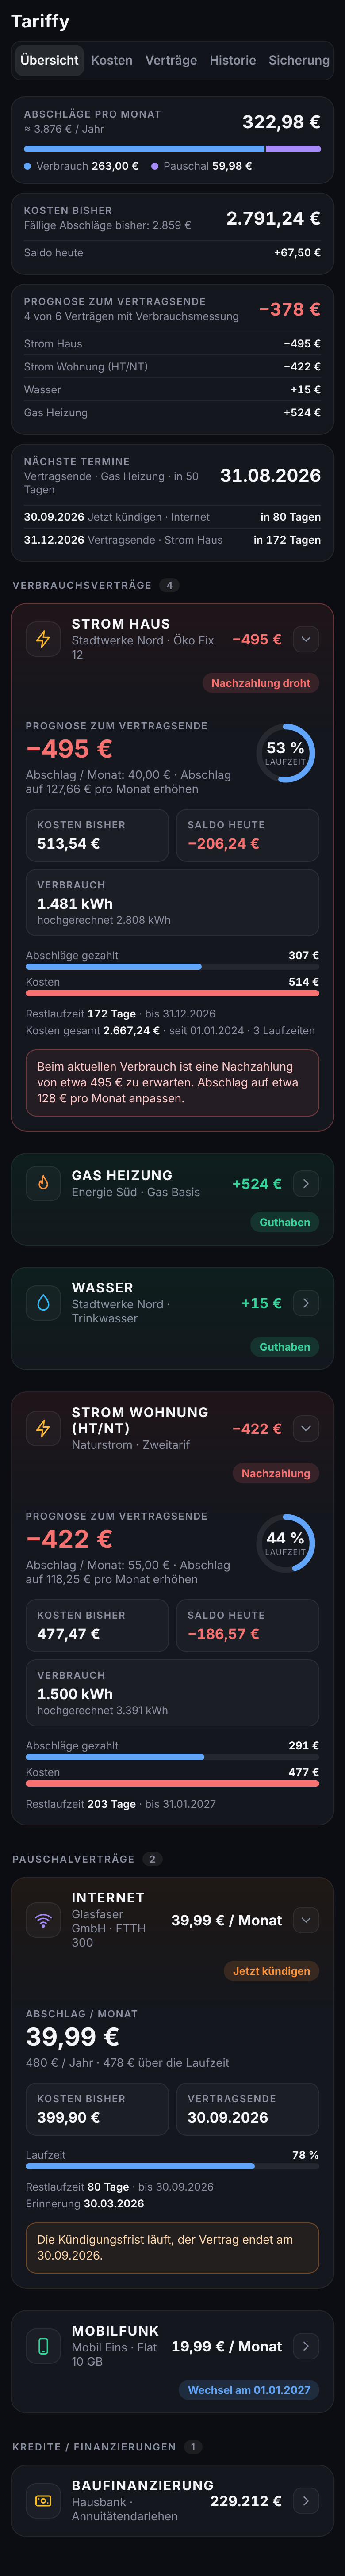 Tariffy
Übersicht Kosten Verträge Historie Sicherung
ABSCHLÄGE PRO MONAT
≈ 3.876 € / Jahr
322,98 €
Verbrauch 263,00 € Pauschal 59,98 €
KOSTEN BISHER
Fällige Abschläge bisher: 2.859 €
2.791,24 €
Saldo heute +67,50 €
PROGNOSE ZUM VERTRAGSENDE
4 von 6 Verträgen mit Verbrauchsmessung
−378 €
Strom Haus −495 €
Strom Wohnung (HT/NT) −422 €
Wasser +15 €
Gas Heizung +524 €
NÄCHSTE TERMINE
Vertragsende · Gas Heizung · in 50
Tagen
31.08.2026
30.09.2026 Jetzt kündigen · Internet in 80 Tagen
31.12.2026 Vertragsende · Strom Haus in 172 Tagen
VERBRAUCHSVERTRÄGE 4
STROM HAUS
Stadtwerke Nord · Öko Fix
12
−495 €
Nachzahlung droht
PROGNOSE ZUM VERTRAGSENDE
−495 €
Abschlag / Monat: 40,00 € · Abschlag
auf 127,66 € pro Monat erhöhen
53 %
LAUFZEIT
KOSTEN BISHER
513,54 €
SALDO HEUTE
−206,24 €
VERBRAUCH
1.481 kWh
hochgerechnet 2.808 kWh
Abschläge gezahlt 307 €
Kosten 514 €
Restlaufzeit 172 Tage · bis 31.12.2026
Kosten gesamt 2.667,24 € · seit 01.01.2024 · 3 Laufzeiten
Beim aktuellen Verbrauch ist eine Nachzahlung
von etwa 495 € zu erwarten. Abschlag auf etwa
128 € pro Monat anpassen.
GAS HEIZUNG
Energie Süd · Gas Basis
+524 €
Guthaben
WASSER
Stadtwerke Nord ·
Trinkwasser
+15 €
Guthaben
STROM WOHNUNG
(HT/NT)
Naturstrom · Zweitarif
−422 €
Nachzahlung
PROGNOSE ZUM VERTRAGSENDE
−422 €
Abschlag / Monat: 55,00 € · Abschlag
auf 118,25 € pro Monat erhöhen
44 %
LAUFZEIT
KOSTEN BISHER
477,47 €
SALDO HEUTE
−186,57 €
VERBRAUCH
1.500 kWh
hochgerechnet 3.391 kWh
Abschläge gezahlt 291 €
Kosten 477 €
Restlaufzeit 203 Tage · bis 31.01.2027
PAUSCHALVERTRÄGE 2
INTERNET
Glasfaser
GmbH · FTTH
300
39,99 € / Monat
Jetzt kündigen
ABSCHLAG / MONAT
39,99 €
480 € / Jahr · 478 € über die Laufzeit
KOSTEN BISHER
399,90 €
VERTRAGSENDE
30.09.2026
Laufzeit 78 %
Restlaufzeit 80 Tage · bis 30.09.2026
Erinnerung 30.03.2026
Die Kündigungsfrist läuft, der Vertrag endet am
30.09.2026.
MOBILFUNK
Mobil Eins · Flat
10 GB
19,99 € / Monat
Wechsel am 01.01.2027
KREDITE / FINANZIERUNGEN 1
BAUFINANZIERUNG
Hausbank ·
Annuitätendarlehen
229.212 €